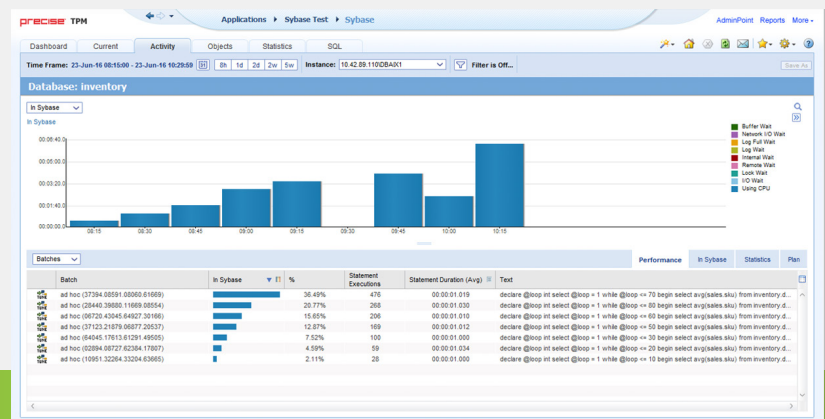 precise TPM
Applications Sybase Test Sybase
AdminPoint Reports More
Dashboard Current Activity Objects Statistics SQL
Time Frame: 23-Jun-16 08:15:00 - 23-Jun-16 10:29:59 8h 1d 2d 2w 5w Instance: 10.42.89.110\DBAIX1 Filter is Off... Save As
Database: inventory
In Sybase
In Sybase
00:06:40.0
00:05:00.0
00:03:20.0
00:01:40.0
00:00:00.0
08:15 08:30 08:45 09:00 09:15 09:30 09:45 10:00 10:15
Buffer Wait
Network I/O Wait
Log Full Wait
Log Wait
Internal Wait
Remote Wait
Lock Wait
I/O Wait
Using CPU
Batches
Performance In Sybase Statistics Plan
Batch In Sybase % Statement Executions Statement Duration (Avg) Text
ad hoc (37394.08591.08060.61669) 36.49% 476 00:00:01.019 declare @loop int select @loop = 1 while @loop <= 70 begin select avg(sales.sku) from inventory.d...
ad hoc (28440.39880.11669.08554) 20.77% 268 00:00:01.030 declare @loop int select @loop = 1 while @loop <= 80 begin select avg(sales.sku) from inventory.d...
ad hoc (06720.43045.64927.30166) 15.65% 206 00:00:01.010 declare @loop int select @loop = 1 while @loop <= 60 begin select avg(sales.sku) from inventory.d...
ad hoc (37123.21879.06877.20537) 12.87% 169 00:00:01.012 declare @loop int select @loop = 1 while @loop <= 50 begin select avg(sales.sku) from inventory.d...
ad hoc (64045.17613.61291.49505) 7.52% 100 00:00:01.000 declare @loop int select @loop = 1 while @loop <= 30 begin select avg(sales.sku) from inventory.d...
ad hoc (02894.08727.62384.17807) 4.59% 59 00:00:01.034 declare @loop int select @loop = 1 while @loop <= 20 begin select avg(sales.sku) from inventory.d...
ad hoc (10951.32264.33204.63665) 2.11% 28 00:00:01.000 declare @loop int select @loop = 1 while @loop <= 10 begin select avg(sales.sku) from inventory.d...